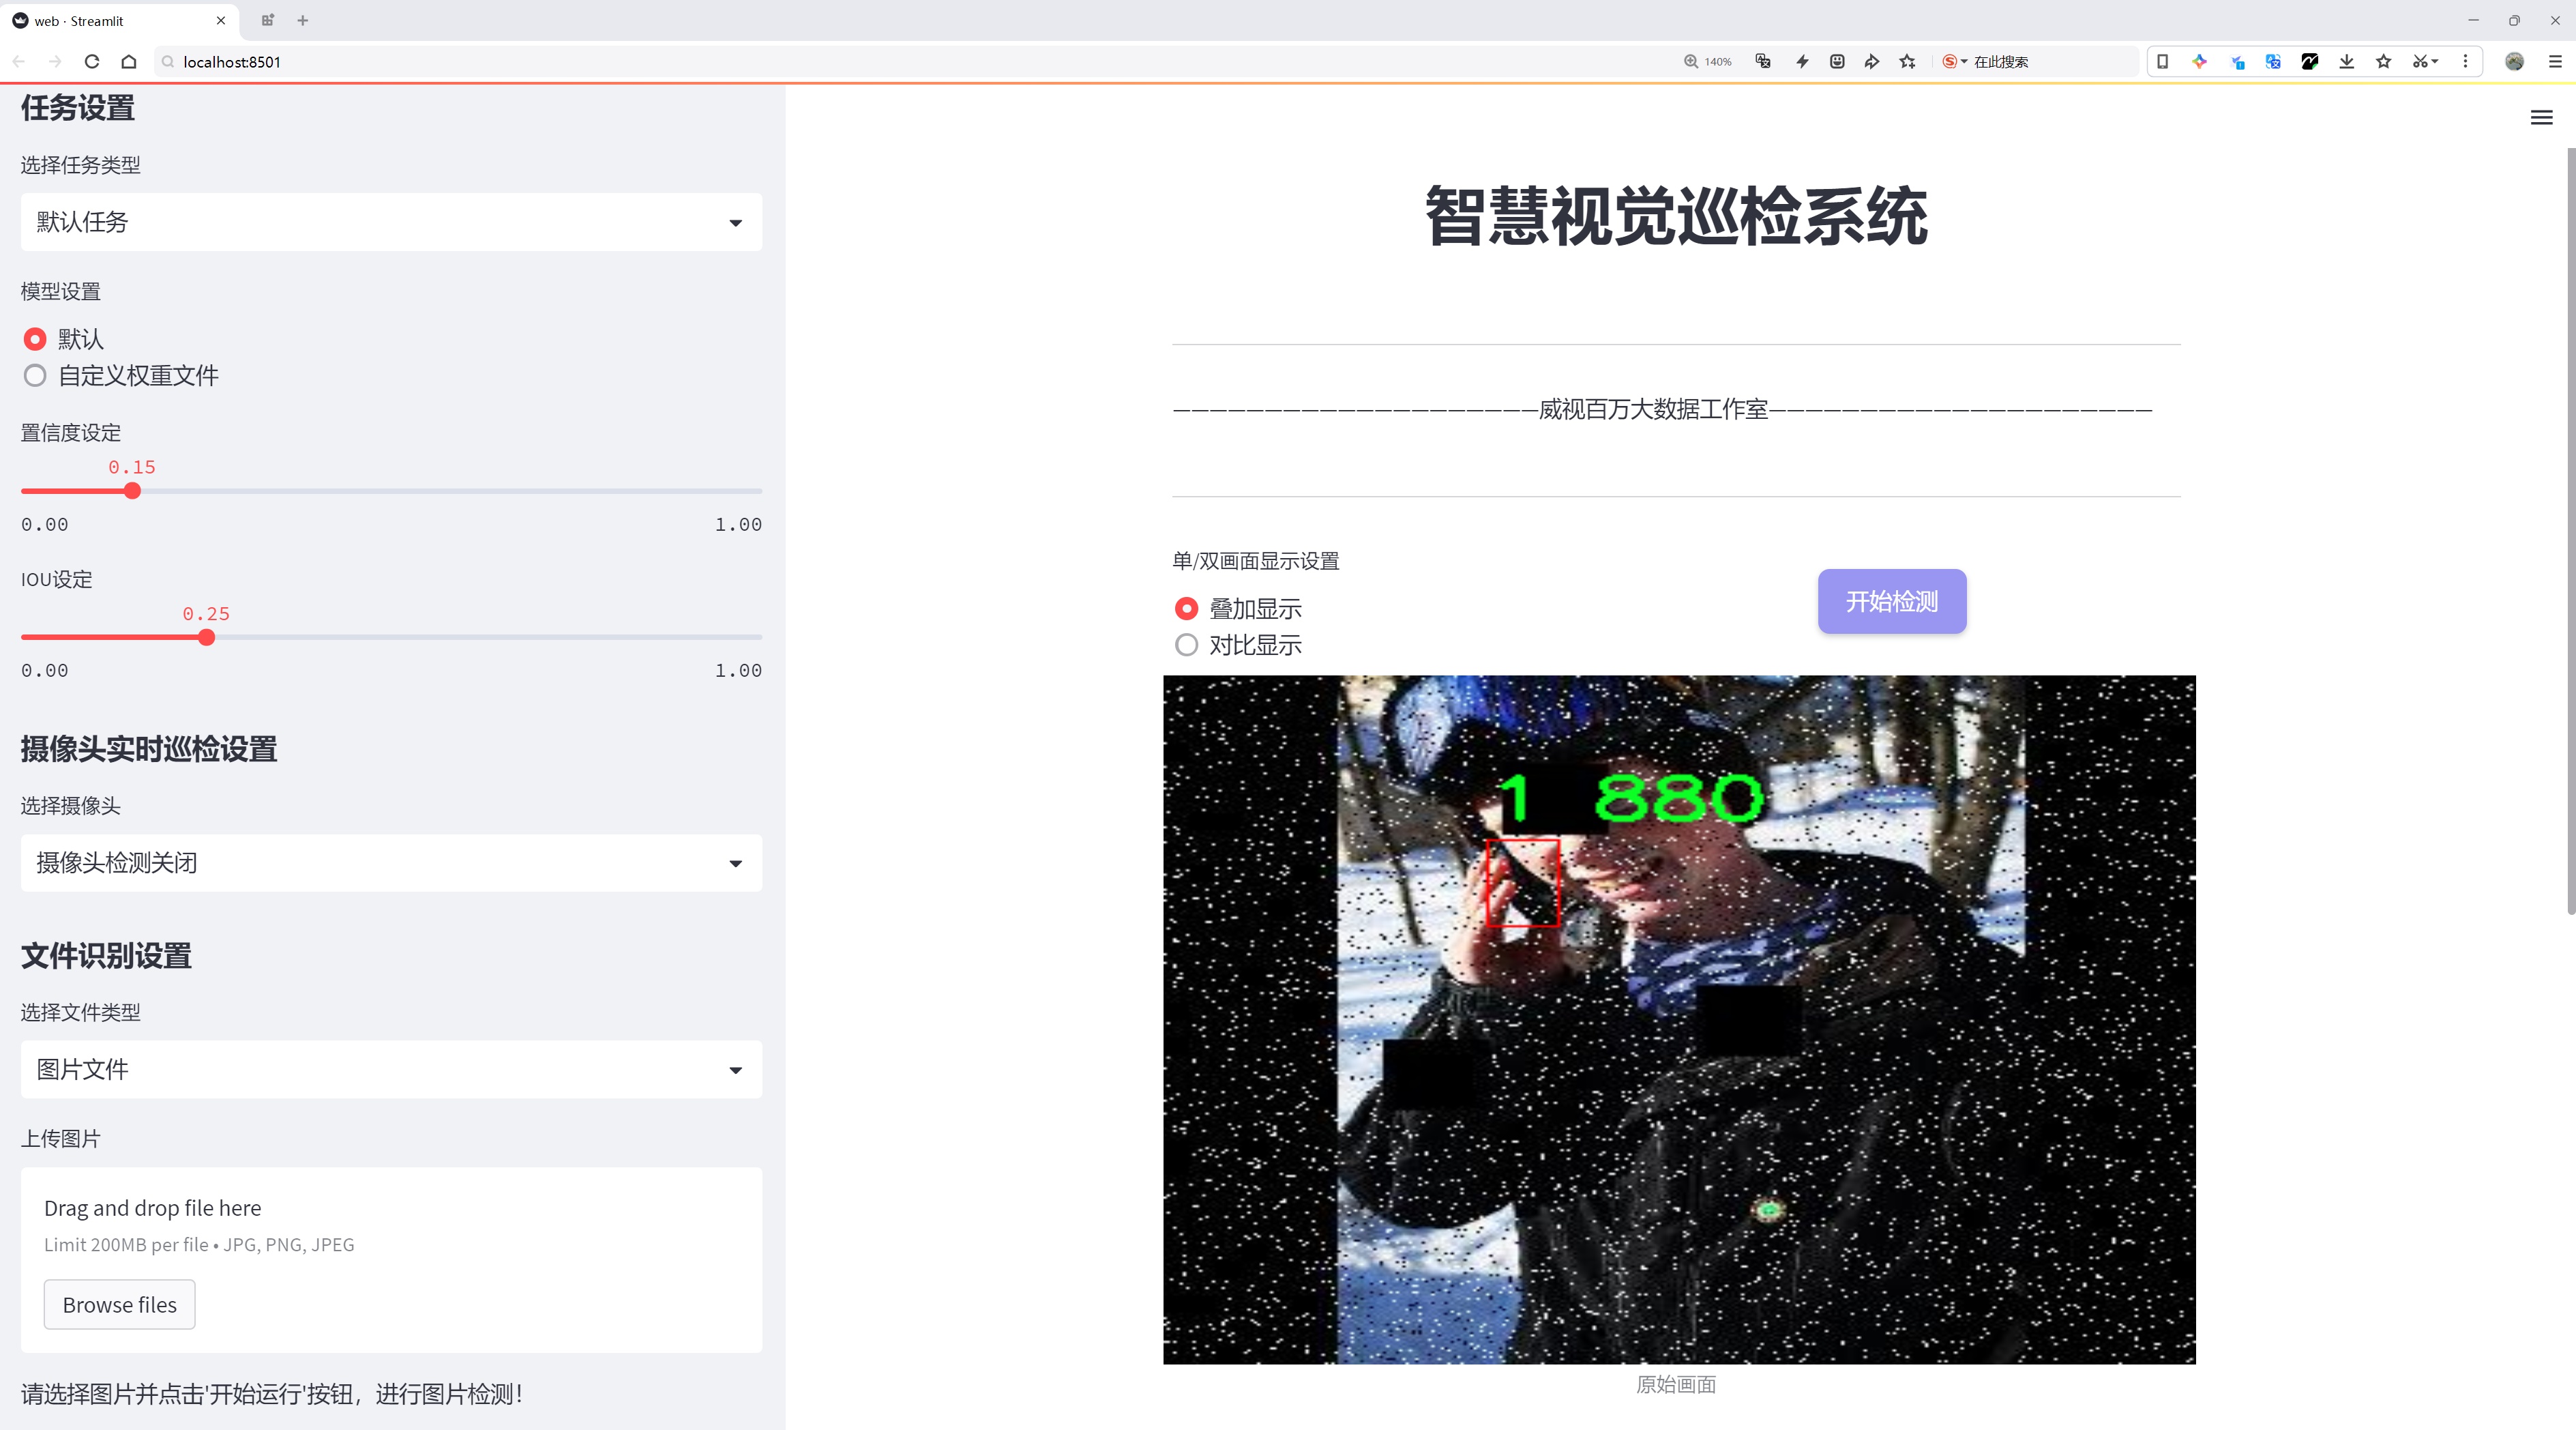 web · Streamlit
localhost:8501
140%
在此搜索
任务设置
选择任务类型
默认任务
模型设置
默认
自定义权重文件
置信度设定
0.15
0.00
1.00
IOU设定
0.25
0.00
1.00
摄像头实时巡检设置
选择摄像头
摄像头检测关闭
文件识别设置
选择文件类型
图片文件
上传图片
Drag and drop file here
Limit 200MB per file • JPG, PNG, JPEG
Browse files
请选择图片并点击'开始运行'按钮，进行图片检测！
智慧视觉巡检系统
————————————————————威视百万大数据工作室—————————————————————
单/双画面显示设置
叠加显示
对比显示
开始检测
1 880
原始画面